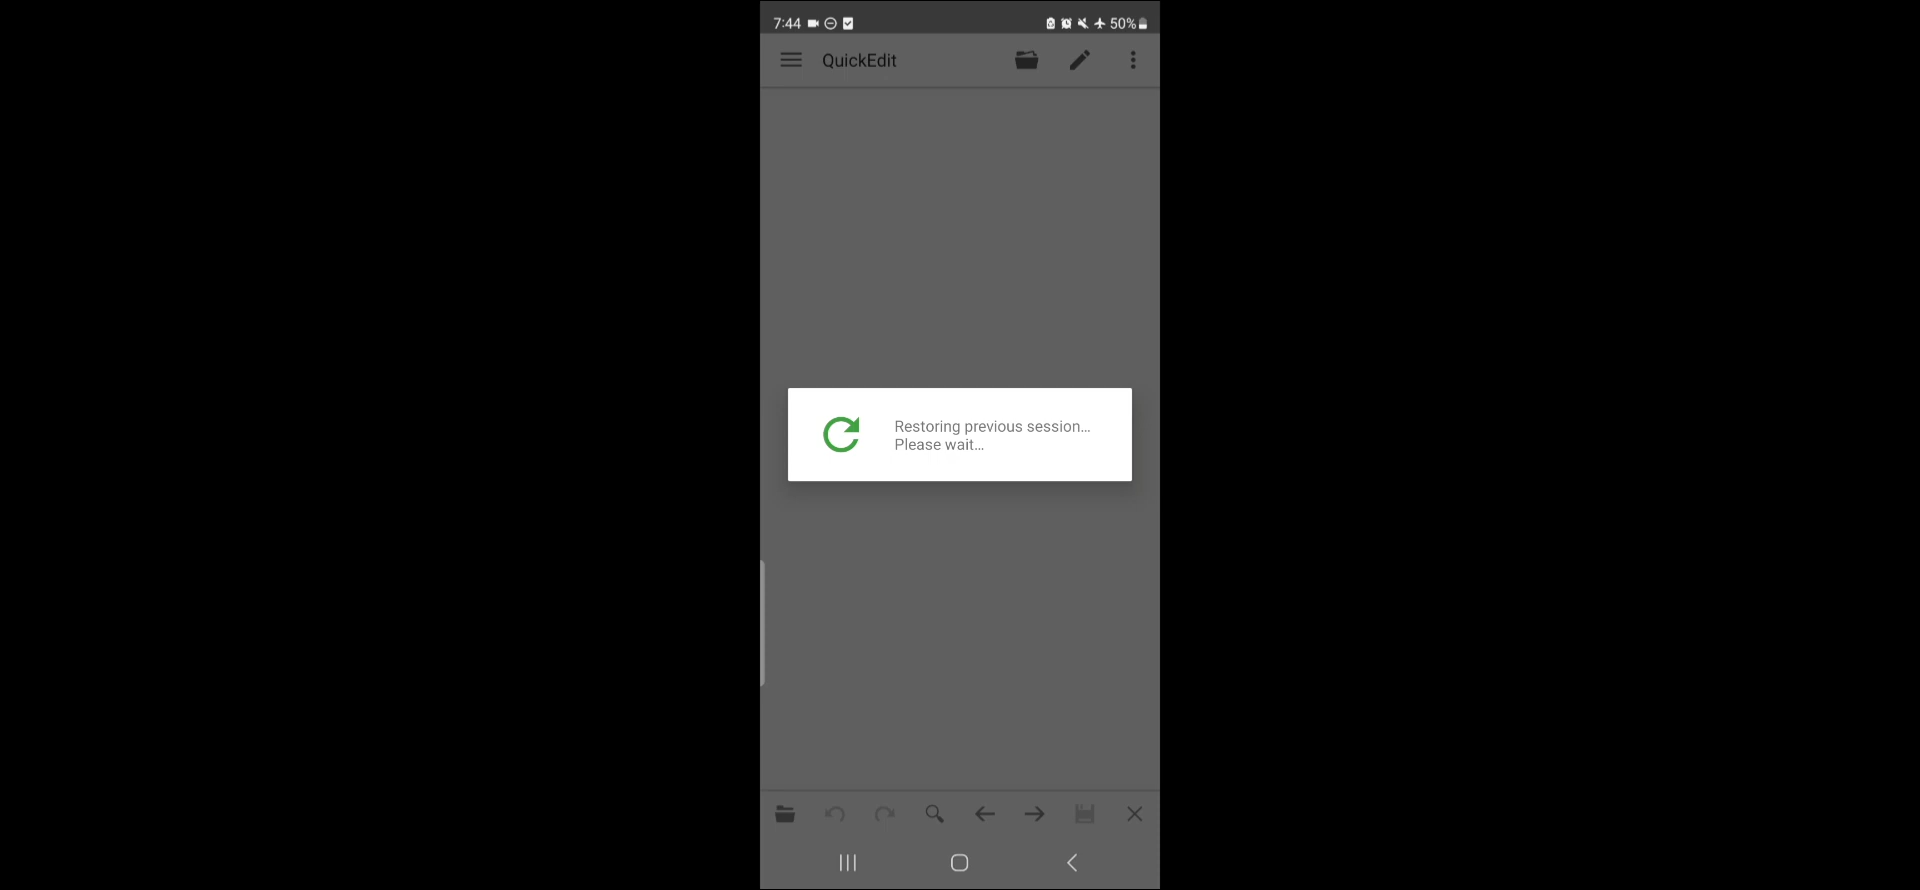 7:44
50%
QuickEdit
Restoring previous session...
Please wait...